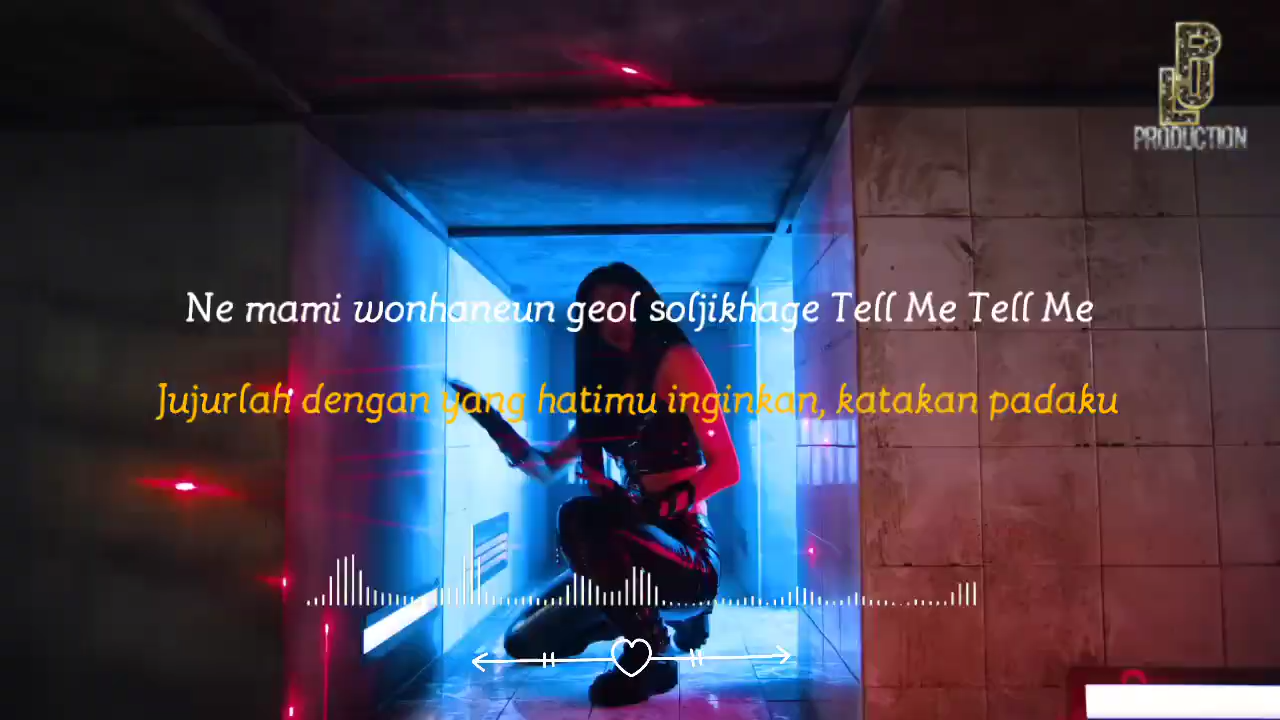 PRODUCTION
Ne mami wonhaneun geol soljikhage Tell Me Tell Me
Jujurlah dengan yang hatimu inginkan, katakan padaku